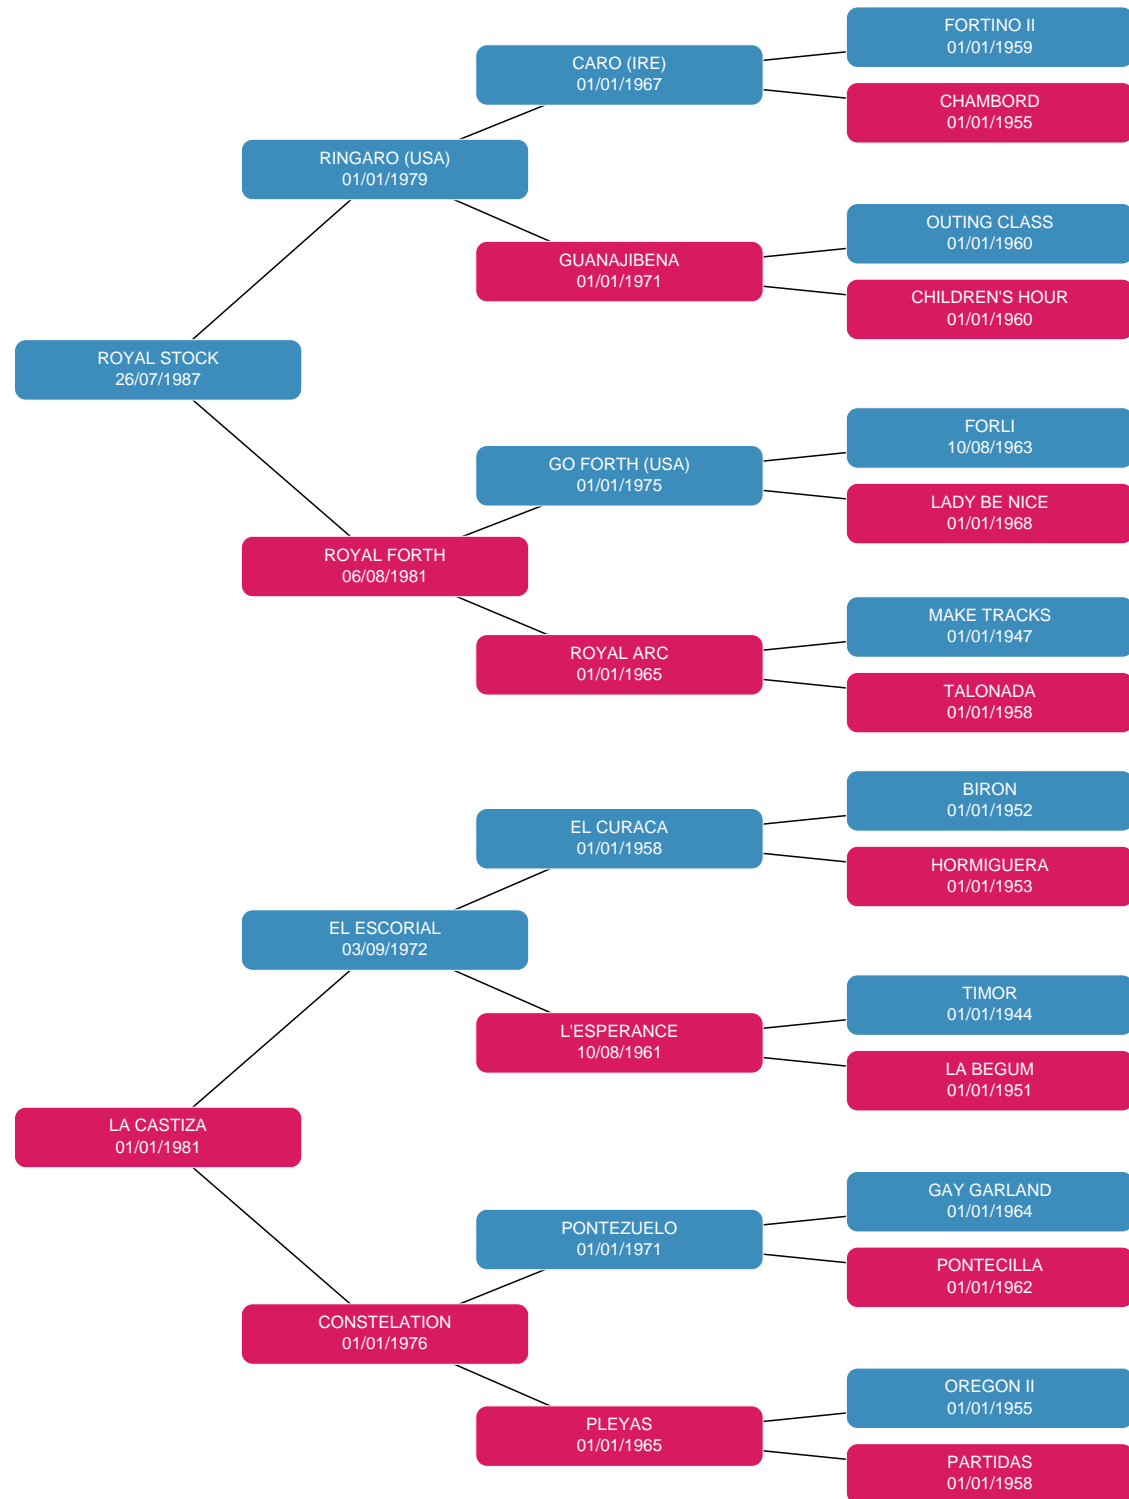 FORTINO II
01/01/1959
CARO (IRE)
01/01/1967
CHAMBORD
01/01/1955
RINGARO (USA)
01/01/1979
OUTING CLASS
01/01/1960
GUANAJIBENA
01/01/1971
CHILDREN'S HOUR
01/01/1960
ROYAL STOCK
26/07/1987
FORLI
10/08/1963
GO FORTH (USA)
01/01/1975
LADY BE NICE
01/01/1968
ROYAL FORTH
06/08/1981
MAKE TRACKS
01/01/1947
ROYAL ARC
01/01/1965
TALONADA
01/01/1958
BIRON
01/01/1952
EL CURACA
01/01/1958
HORMIGUERA
01/01/1953
EL ESCORIAL
03/09/1972
TIMOR
01/01/1944
L'ESPERANCE
10/08/1961
LA BEGUM
01/01/1951
LA CASTIZA
01/01/1981
GAY GARLAND
01/01/1964
PONTEZUELO
01/01/1971
PONTECILLA
01/01/1962
CONSTELATION
01/01/1976
OREGON II
01/01/1955
PLEYAS
01/01/1965
PARTIDAS
01/01/1958